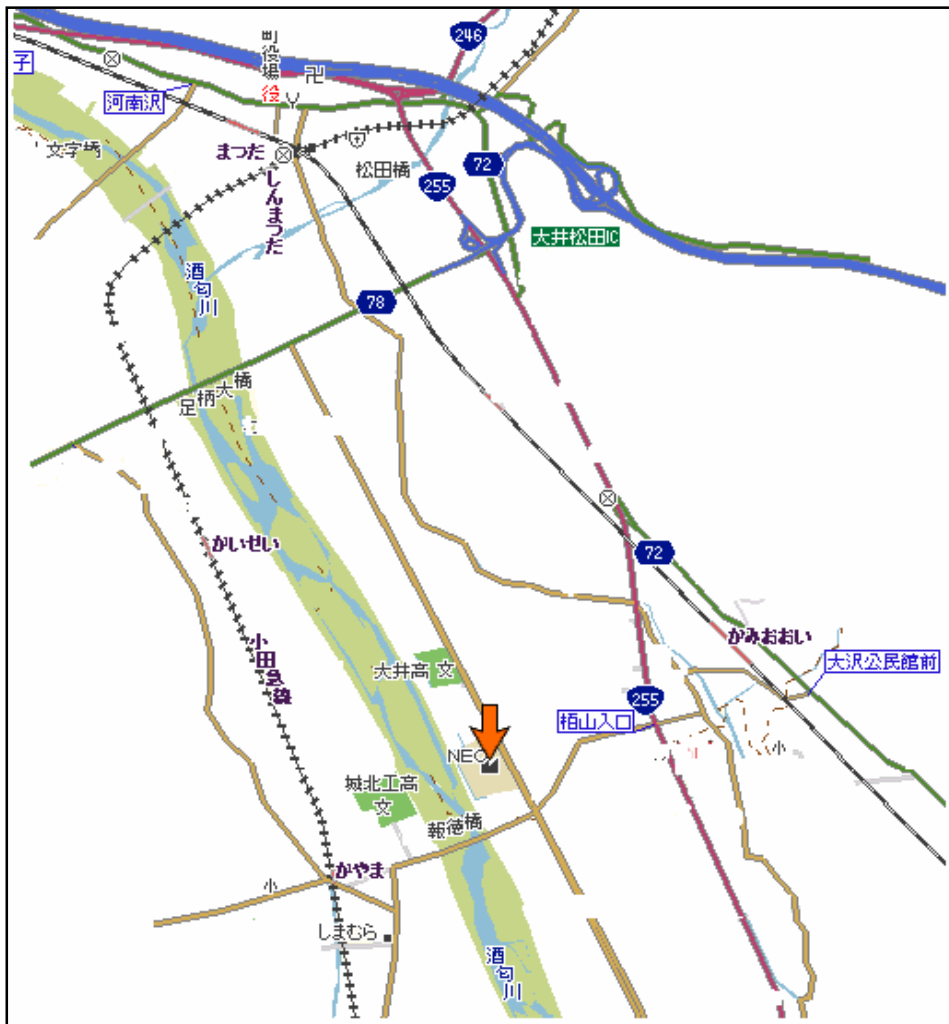 246
町役場
卍
子
役
河南沢
文字橋
まつだ
松田橋
72
255
しんまつだ
大井松田IC
酒匂川
78
足柄大橋
かいせい
72
小田急線
かみおおい
大井高
文
大沢公民館前
255
栢山入口
NEC
小
城北工高
文
報徳橋
かやま
小
しまむら
酒匂川